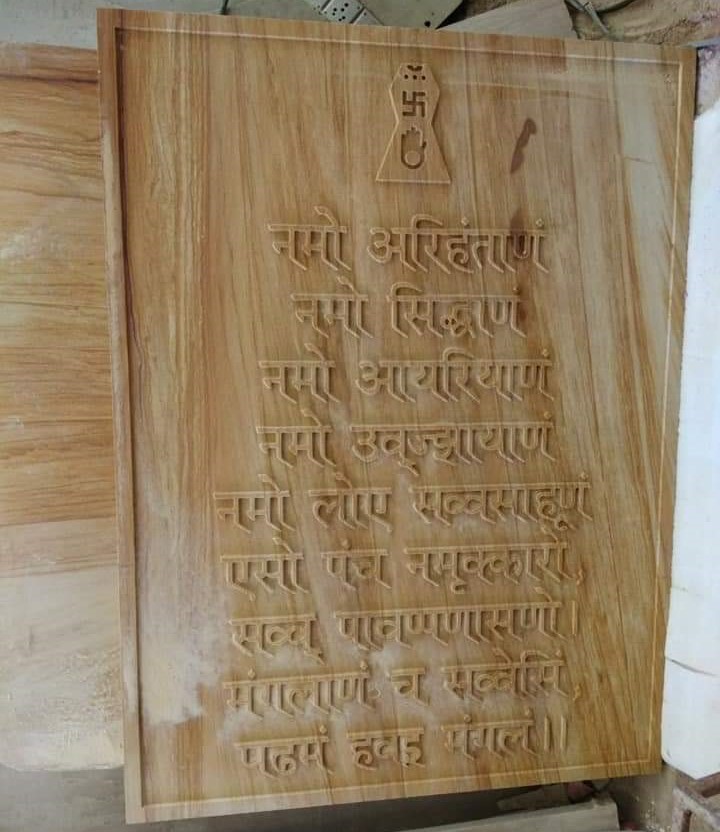 नमो अरिहंताणं
नमो सिद्धाणं
नमो आयरियाणं
नमो उवज्झायाणं
नमो लोए सव्वसाहूणं
एसो पंच नमुक्कारो,
सव्व पावप्पणासणो।
मंगलाणं च सव्वेसिं,
पढमं हवइ मंगलं॥